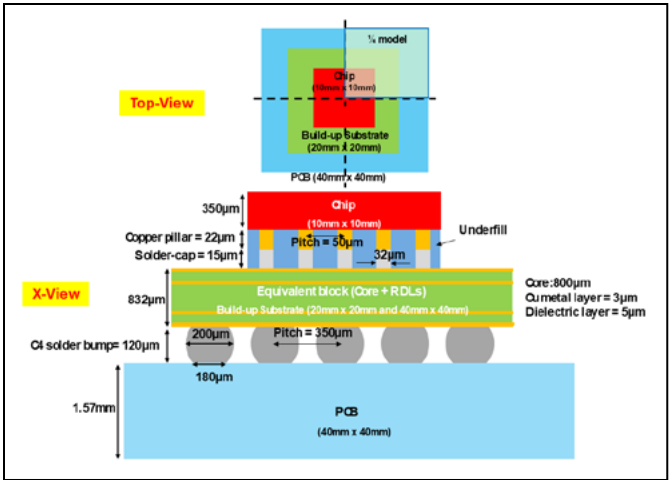 ¼ model
Chip
(10mm x 10mm)
Top-View
Build-up Substrate
(20mm x 20mm)
PCB (40mm x 40mm)
350µm
Chip
(10mm x 10mm)
Copper pillar = 22µm
Pitch = 50µm
Underfill
Solder-cap = 15µm
32µm
X-View
832µm
Equivalent block (Core + RDLs)
Build-up Substrate (20mm x 20mm and 40mm x 40mm)
Core:800µm
Cu metal layer = 3µm
Dielectric layer = 5µm
C4 solder bump= 120µm
200µm
Pitch = 350µm
180µm
1.57mm
PCB
(40mm x 40mm)